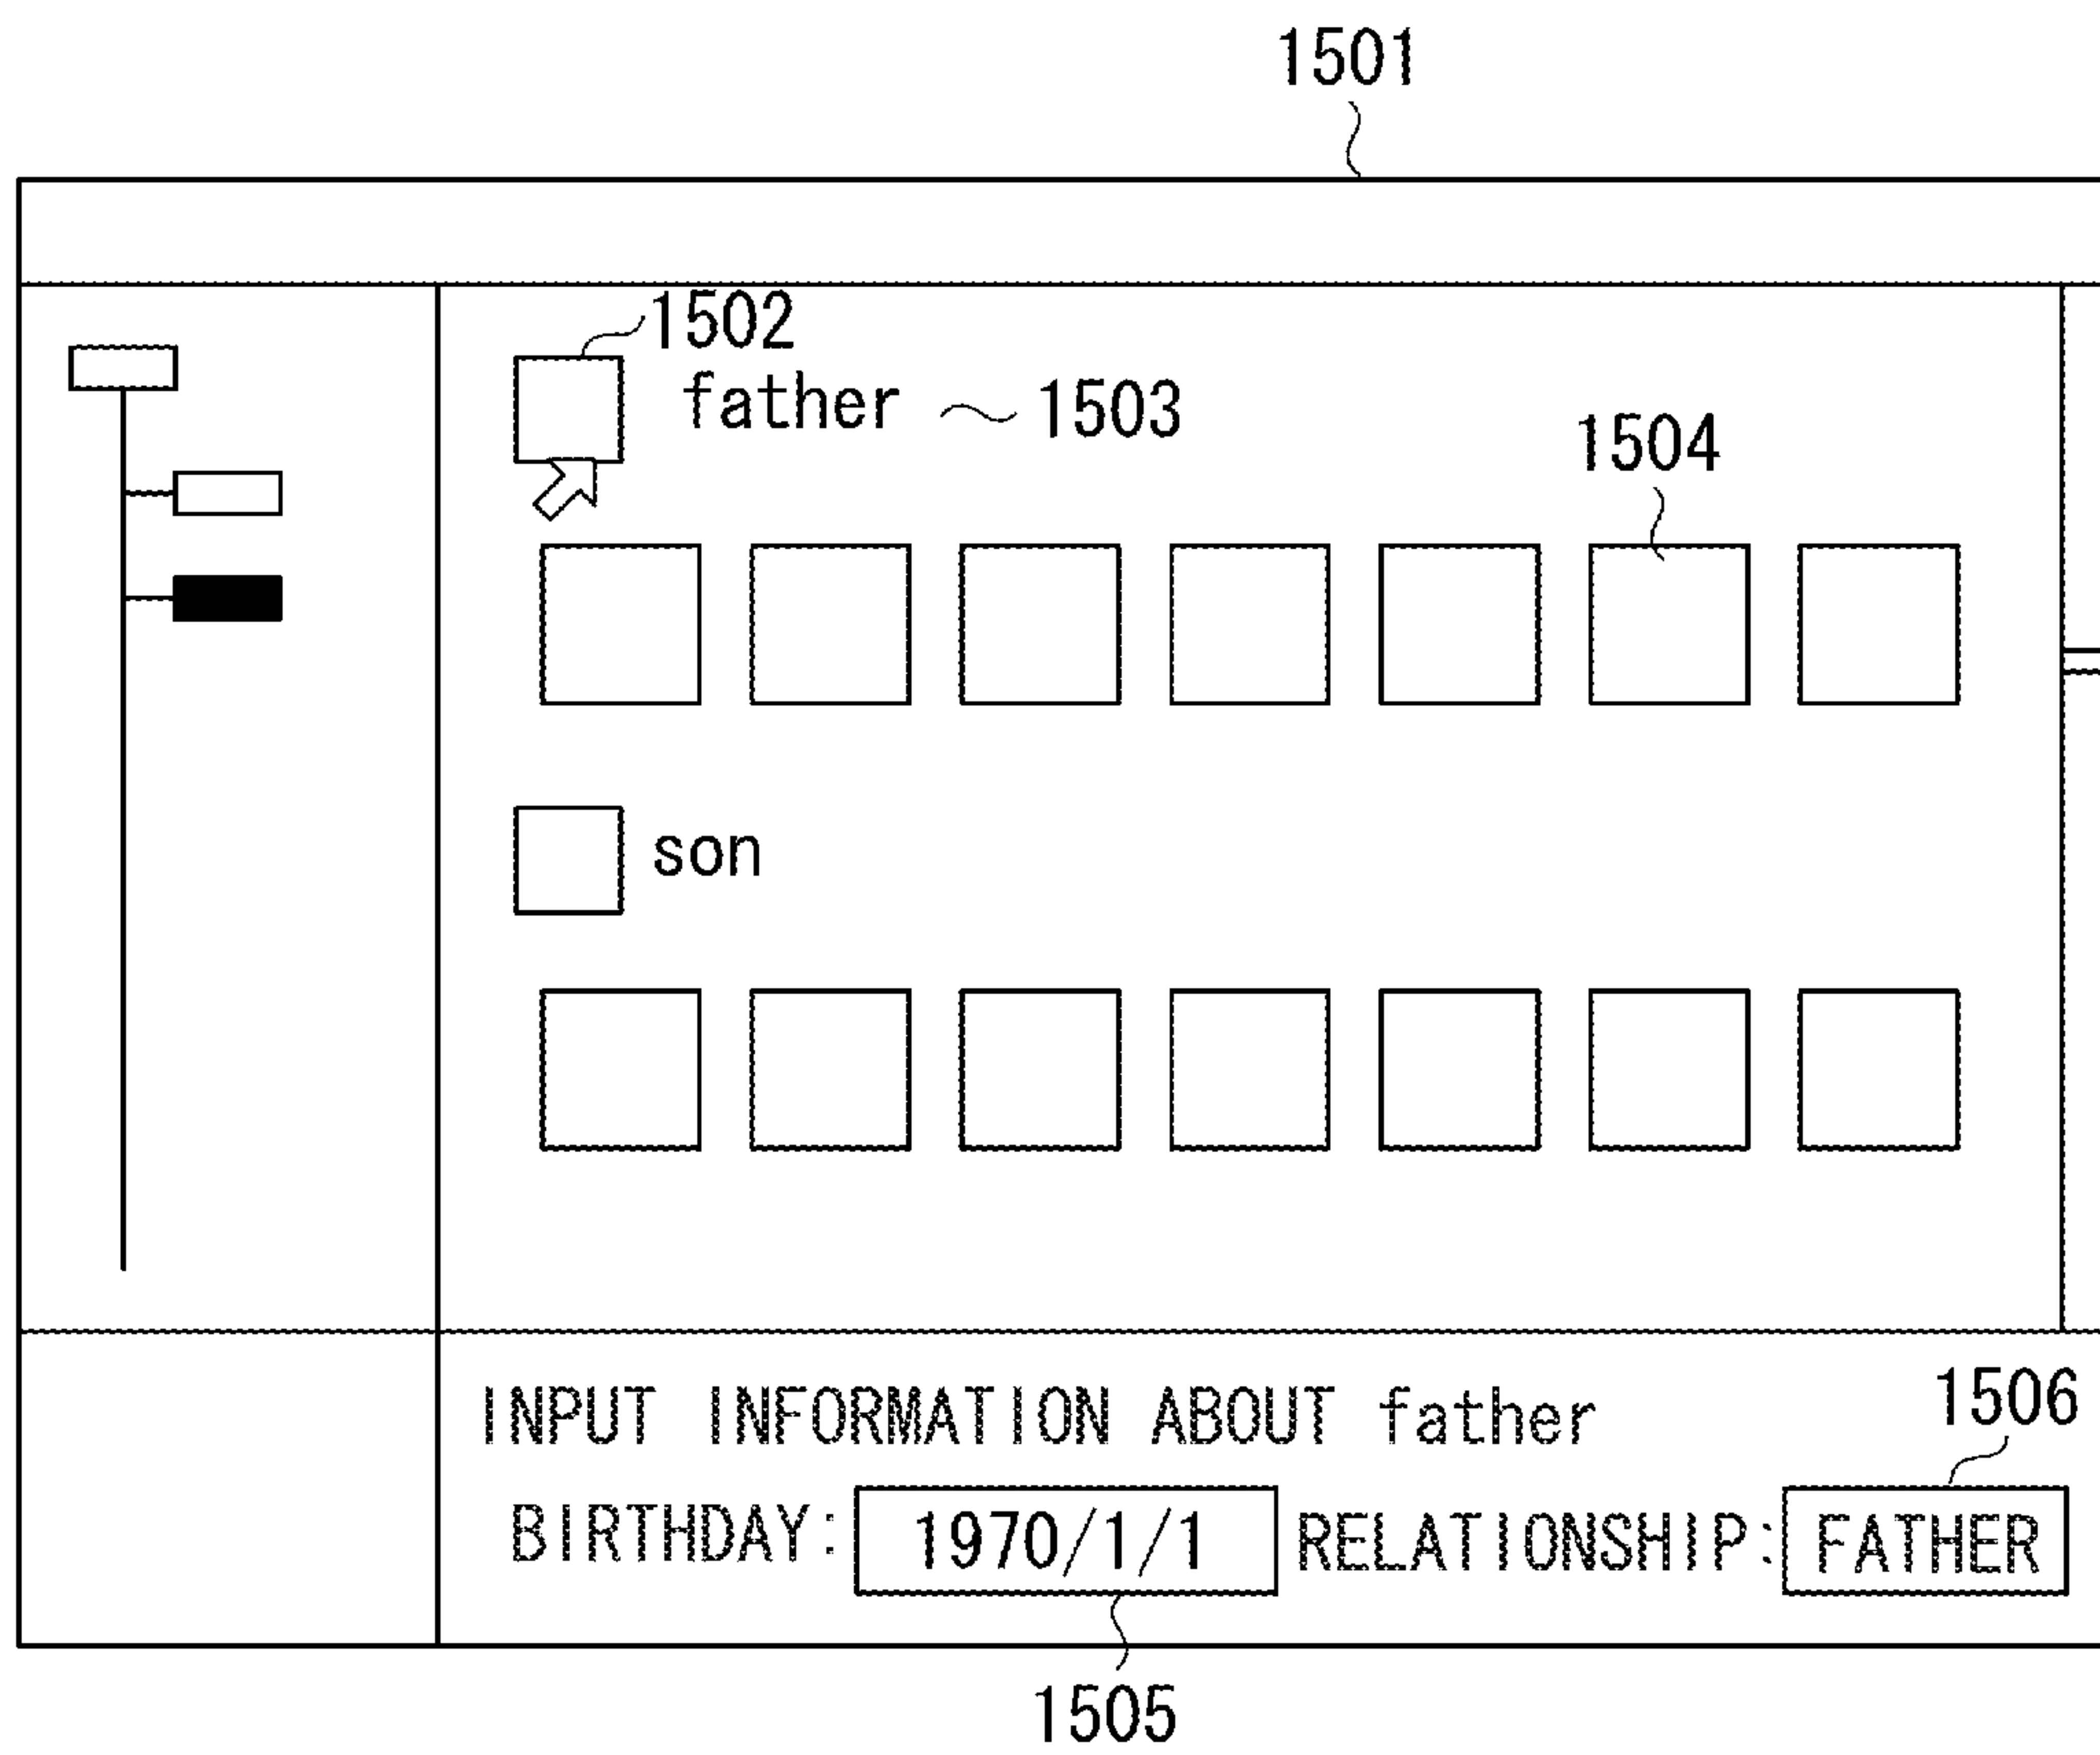 1501
1502
father 1503
1504
son
INPUT INFORMATION ABOUT father
1506
BIRTHDAY: 1970/1/1 RELATIONSHIP: FATHER
1505